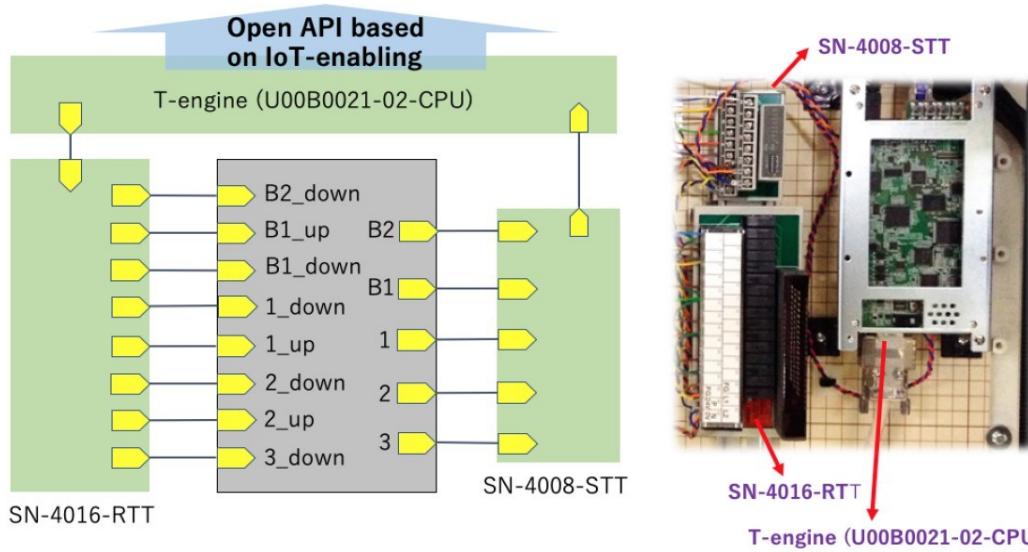 Open API based
on IoT-enabling
T-engine (U00B0021-02-CPU)
B2_down
B1_up
B1_down
1_down
1_up
2_down
2_up
3_down
B2
B1
1
2
3
SN-4016-RTT
SN-4008-STT
SN-4008-STT
SN-4016-RTT
T-engine (U00B0021-02-CPU